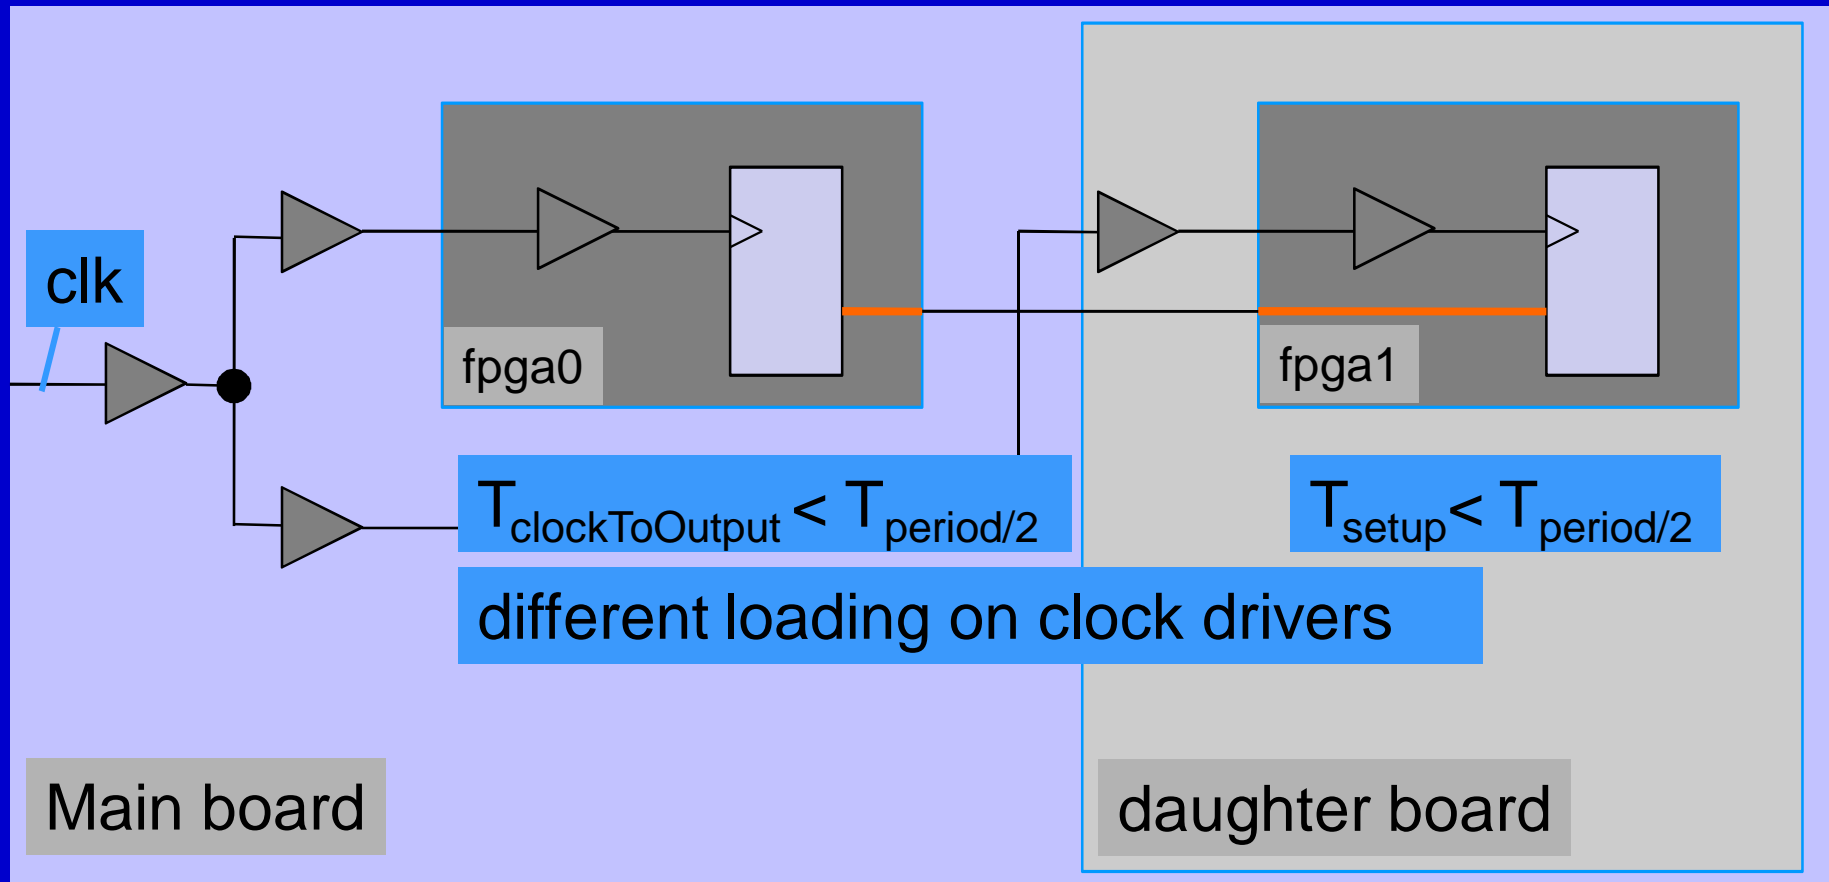 clk
fpga0
fpga1
TclockToOutput < Tperiod/2
Tsetup< Tperiod/2
different loading on clock drivers
Main board
daughter board